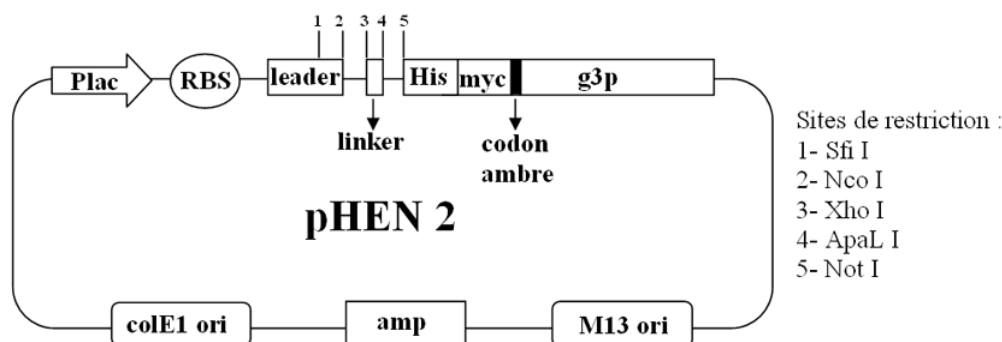 1 2 3 4 5
Plac
RBS
leader
His
myc
g3p
linker
codon
ambre
pHEN 2
colE1 ori
amp
M13 ori
Sites de restriction :
1- Sfi I
2- Nco I
3- Xho I
4- ApaL I
5- Not I